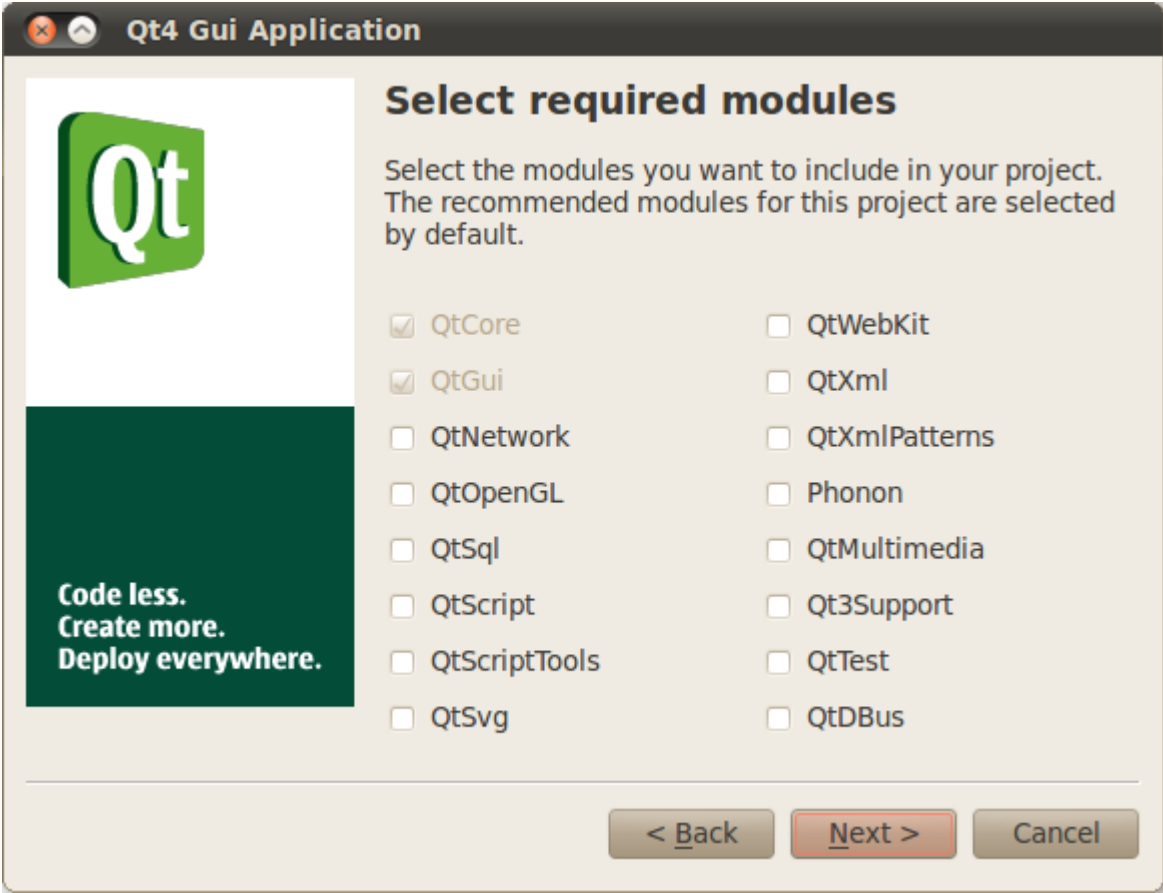 Qt4 Gui Application
Qt
Code less.
Create more.
Deploy everywhere.
Select required modules
Select the modules you want to include in your project.
The recommended modules for this project are selected
by default.
QtCore
QtGui
QtNetwork
QtOpenGL
QtSql
QtScript
QtScriptTools
QtSvg
QtWebKit
QtXml
QtXmlPatterns
Phonon
QtMultimedia
Qt3Support
QtTest
QtDBus
< Back
Next >
Cancel